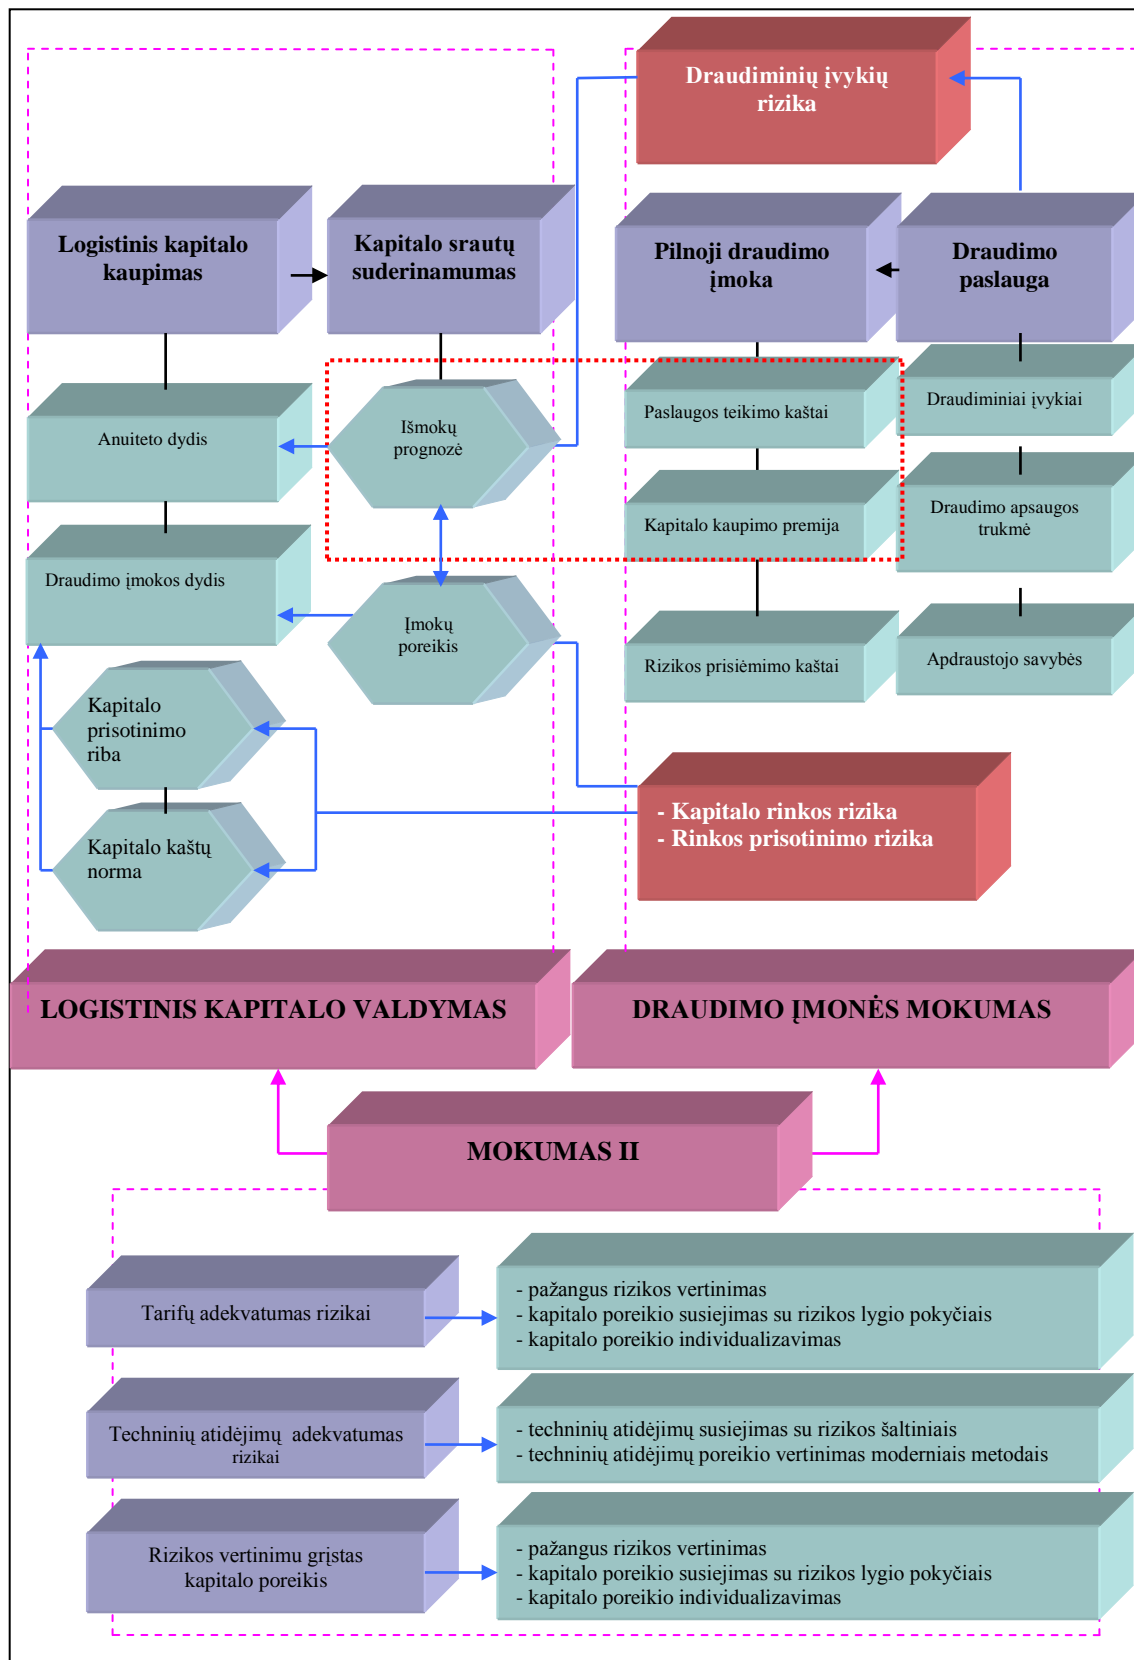 Draudiminių įvykių
rizika
Logistinis kapitalo
kaupimas
Kapitalo srautų
suderinamumas
Pilnoji draudimo
įmoka
Draudimo
paslauga
Anuiteto dydis
Išmokų
prognozė
Paslaugos teikimo kaštai
Draudiminiai įvykiai
Kapitalo kaupimo premija
Draudimo apsaugos
trukmė
Draudimo įmokos dydis
Įmokų
poreikis
Rizikos prisiėmimo kaštai
Apdraustojo savybės
Kapitalo
prisotinimo
riba
Kapitalo kaštų
norma
- Kapitalo rinkos rizika
- Rinkos prisotinimo rizika
LOGISTINIS KAPITALO VALDYMAS
DRAUDIMO ĮMONĖS MOKUMAS
MOKUMAS II
Tarifų adekvatumas rizikai
- pažangus rizikos vertinimas
- kapitalo poreikio susiejimas su rizikos lygio pokyčiais
- kapitalo poreikio individualizavimas
Techninių atidėjimų adekvatumas
rizikai
- techninių atidėjimų susiejimas su rizikos šaltiniais
- techninių atidėjimų poreikio vertinimas moderniais metodais
Rizikos vertinimu grįstas
kapitalo poreikis
- pažangus rizikos vertinimas
- kapitalo poreikio susiejimas su rizikos lygio pokyčiais
- kapitalo poreikio individualizavimas